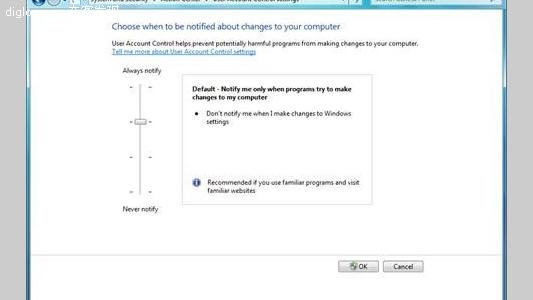 Choose when to be notified about changes to your computer
User Account Control helps prevent potentially harmful programs from making changes to your computer.
Tell me more about User Account Control settings
Always notify
Default - Notify me only when programs try to make
changes to my computer
Don't notify me when I make changes to Windows
settings
Recommended if you use familiar programs and visit
familiar websites
Never notify
OK
Cancel